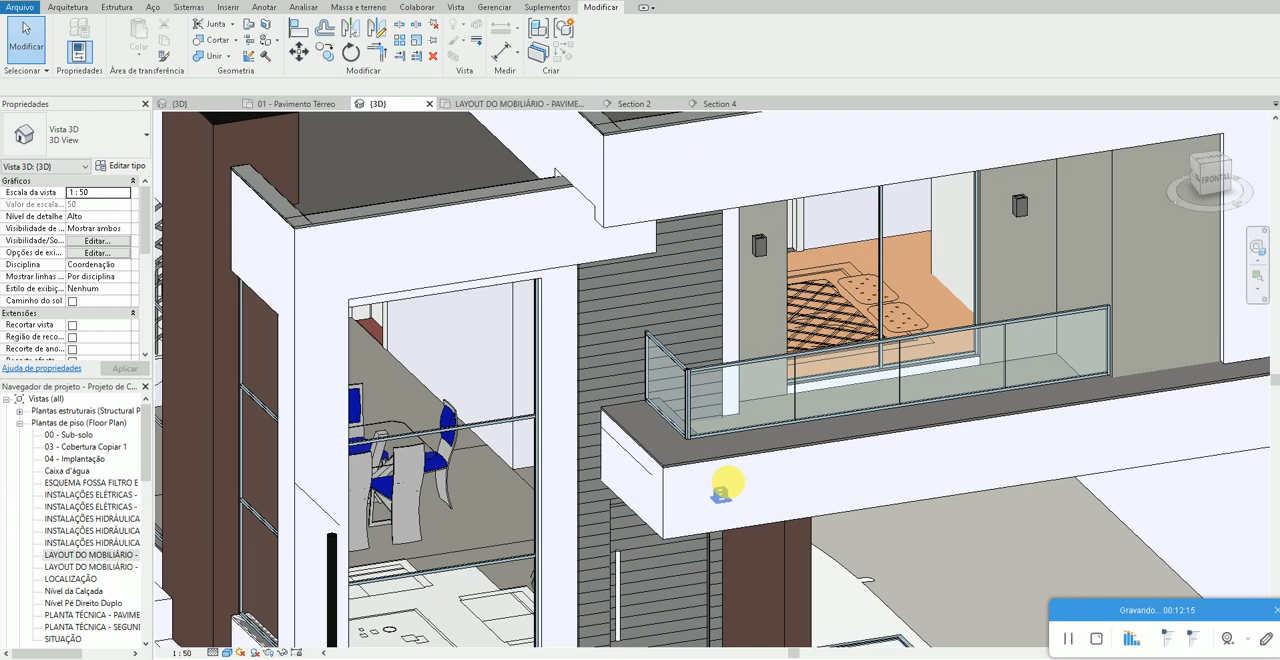 Arquivo Arquitetura Estrutura Aço Sistemas Inserir Anotar Analisar Massa e terreno Colaborar Vista Gerenciar Suplementos Modificar
Modificar
Colar
Junta
Cortar
Unir
Selecionar Propriedades Área de transferência Geometria Modificar Vista Medir Criar
Propriedades
{3D} 01 - Pavimento Térreo {3D} LAYOUT DO MOBILIÁRIO - PAVIME... Section 2 Section 4
Vista 3D
3D View
Vista 3D: {3D} Editar tipo
Gráficos
Escala da vista 1 : 50
Valor de escala... 50
Nível de detalhe Alto
Visibilidade de ... Mostrar ambos
Visibilidade/So... Editar...
Opções de exi... Editar...
Disciplina Coordenação
Mostrar linhas ... Por disciplina
Estilo de exibiç... Nenhum
Caminho do sol
Extensões
Recortar vista
Região de reco...
Recorte de ano...
Ajuda de propriedades Aplicar
Navegador de projeto - Projeto de C...
Vistas (all)
Plantas estruturais (Structural P
Plantas de piso (Floor Plan)
00 - Sub-solo
03 - Cobertura Copiar 1
04 - Implantação
Caixa d'água
ESQUEMA FOSSA FILTRO E
INSTALAÇÕES ELÉTRICAS -
INSTALAÇÕES ELÉTRICAS -
INSTALAÇÕES HIDRÁULICA
INSTALAÇÕES HIDRÁULICA
INSTALAÇÕES HIDRÁULICA
LAYOUT DO MOBILIÁRIO -
LAYOUT DO MOBILIÁRIO -
LOCALIZAÇÃO
Nível da Calçada
Nível Pé Direito Duplo
PLANTA TÉCNICA - PAVIME
PLANTA TÉCNICA - SEGUN
SITUAÇÃO
FRONTAL
1 : 50
Gravando... 00:12:15